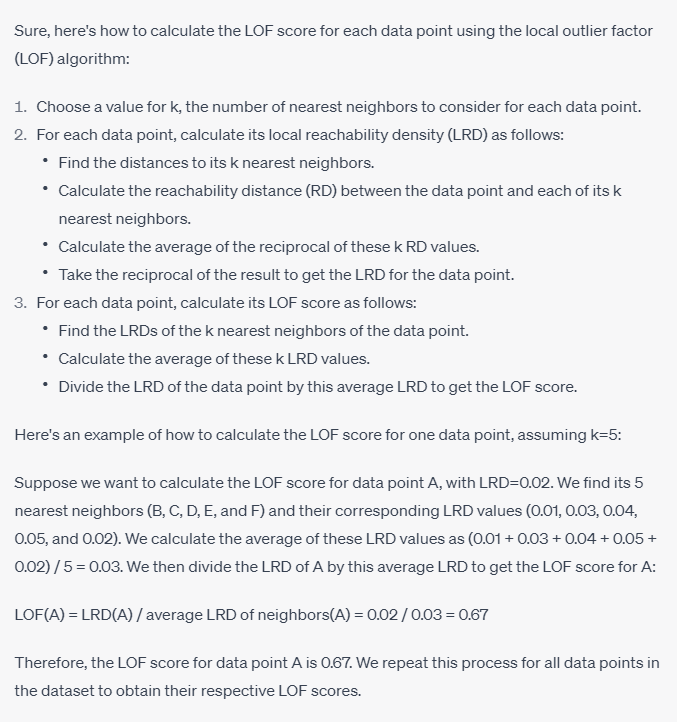 Sure, here's how to calculate the LOF score for each data point using the local outlier factor
(LOF) algorithm:
1. Choose a value for k, the number of nearest neighbors to consider for each data point.
2. For each data point, calculate its local reachability density (LRD) as follows:
• Find the distances to its k nearest neighbors.
• Calculate the reachability distance (RD) between the data point and each of its k
nearest neighbors.
• Calculate the average of the reciprocal of these k RD values.
• Take the reciprocal of the result to get the LRD for the data point.
3. For each data point, calculate its LOF score as follows:
• Find the LRDs of the k nearest neighbors of the data point.
• Calculate the average of these k LRD values.
• Divide the LRD of the data point by this average LRD to get the LOF score.
Here's an example of how to calculate the LOF score for one data point, assuming k=5:
Suppose we want to calculate the LOF score for data point A, with LRD=0.02. We find its 5
nearest neighbors (B, C, D, E, and F) and their corresponding LRD values (0.01, 0.03, 0.04,
0.05, and 0.02). We calculate the average of these LRD values as (0.01 + 0.03 + 0.04 + 0.05 +
0.02) / 5 = 0.03. We then divide the LRD of A by this average LRD to get the LOF score for A:
LOF(A) = LRD(A) / average LRD of neighbors(A) = 0.02 / 0.03 = 0.67
Therefore, the LOF score for data point A is 0.67. We repeat this process for all data points in
the dataset to obtain their respective LOF scores.